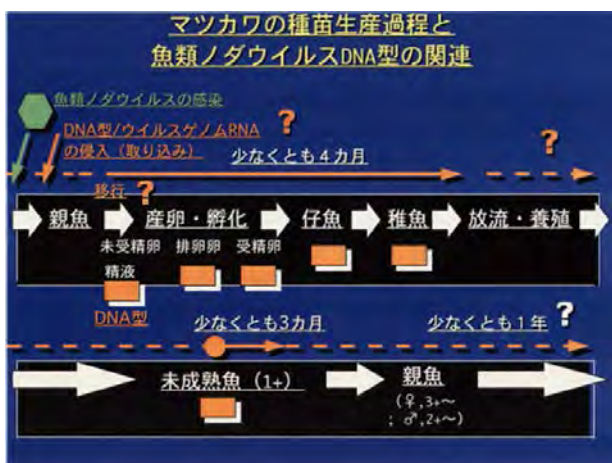 マツカワの種苗生産過程と
魚類ノダウイルスDNA型の関連
魚類ノダウイルスの感染
DNA型/ウイルスゲノムRNA
の侵入(取り込み)
?
少なくとも4カ月
?
移行
?
親魚
産卵・孵化
仔魚
稚魚
放流・養殖
未受精卵
排卵卵
受精卵
精液
DNA型
少なくとも3カ月
少なくとも1年
?
未成熟魚(1+)
親魚
(♀,3+~
;♂,2+~)